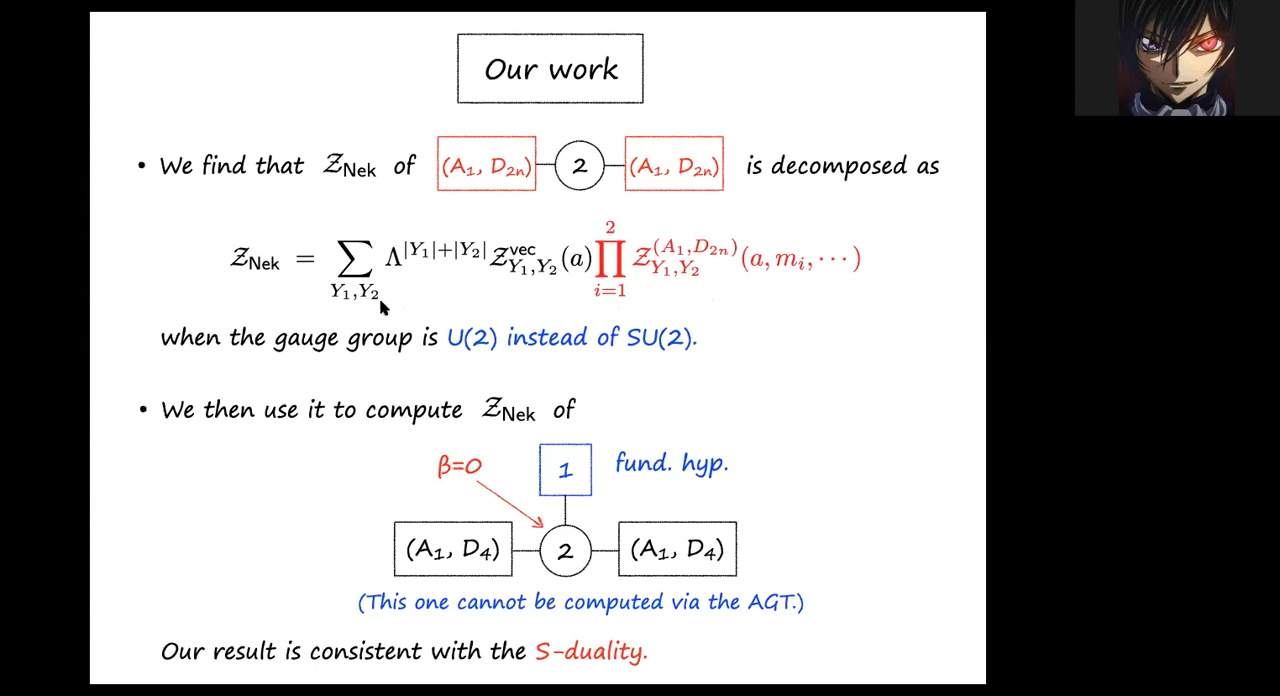 Our work
• We find that 𝒵_Nek of (A₁, D₂ₙ) 2 (A₁, D₂ₙ) is decomposed as
𝒵_Nek = ∑_{Y₁,Y₂} Λ^{|Y₁|+|Y₂|} 𝒵^{vec}_{Y₁,Y₂}(a) ∏_{i=1}^{2} 𝒵^{(A₁,D₂ₙ)}_{Y₁,Y₂}(a, mᵢ, ⋯)
when the gauge group is U(2) instead of SU(2).
• We then use it to compute 𝒵_Nek of
β=0 1 fund. hyp.
(A₁, D₄) 2 (A₁, D₄)
(This one cannot be computed via the AGT.)
Our result is consistent with the S-duality.